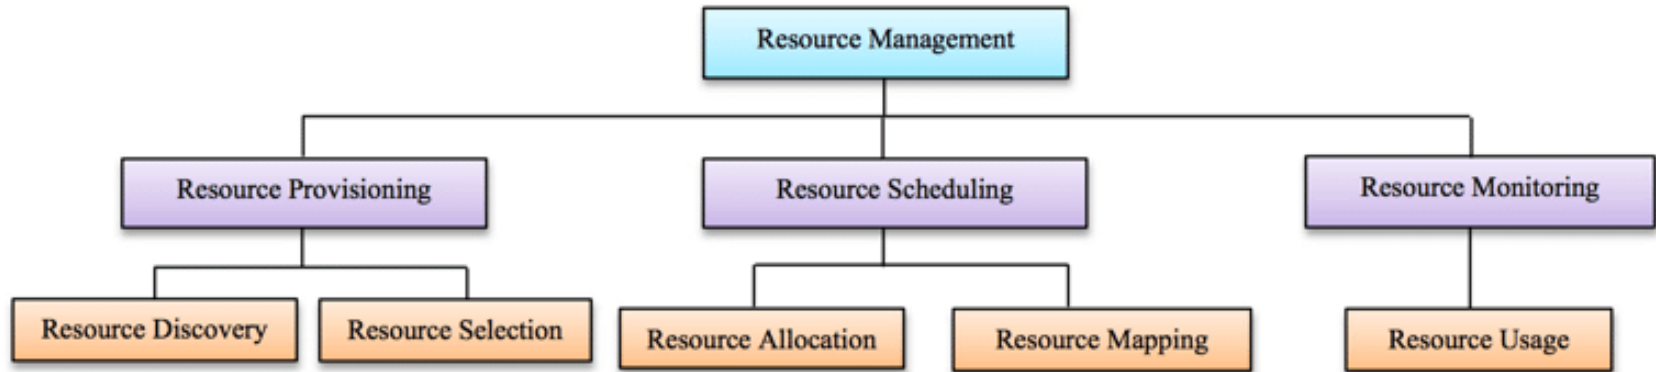 Resource Management
Resource Provisioning
Resource Scheduling
Resource Monitoring
Resource Discovery
Resource Selection
Resource Allocation
Resource Mapping
Resource Usage